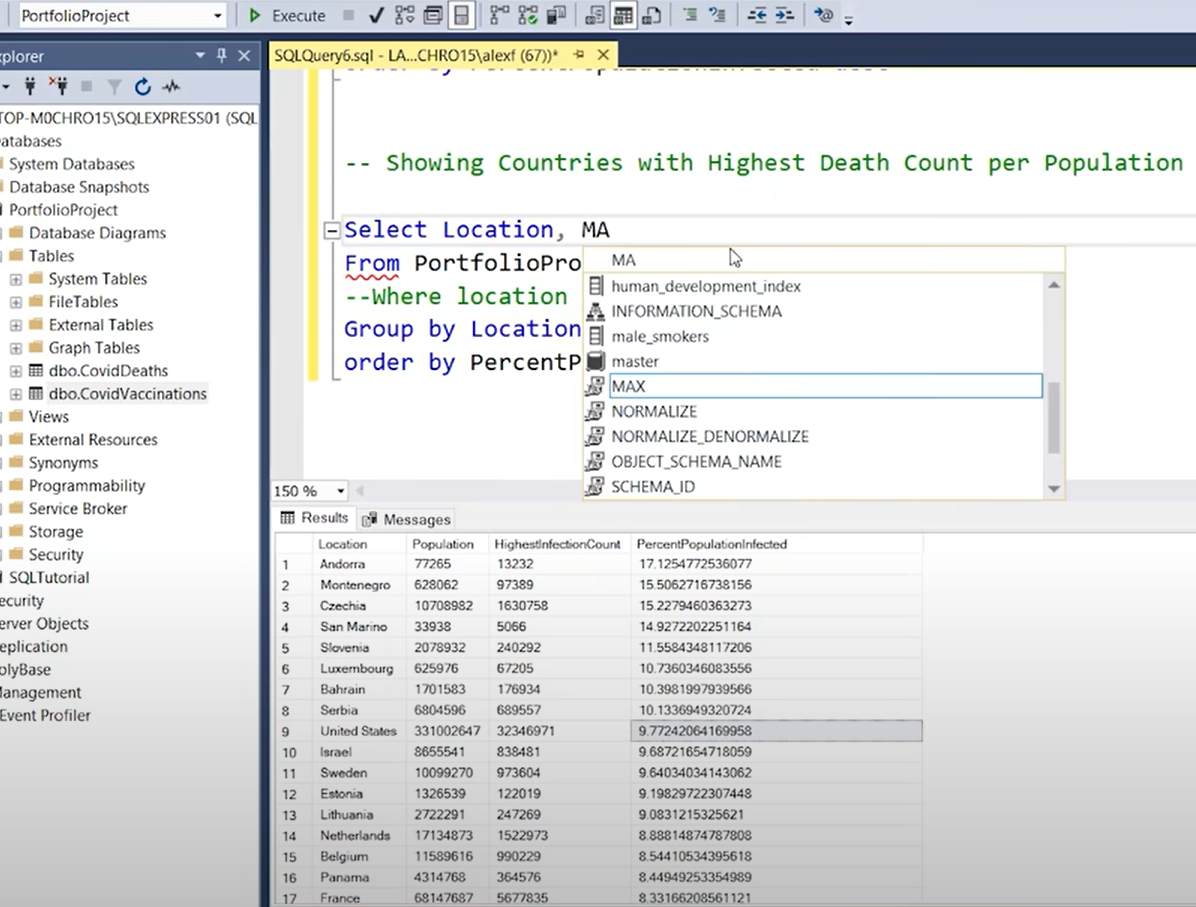 PortfolioProject
Execute
xplorer
SQLQuery6.sql - LA...CHRO15\alexf (67))*
TOP-M0CHRO15\SQLEXPRESS01 (SQL
atabases
System Databases
Database Snapshots
PortfolioProject
Database Diagrams
Tables
System Tables
FileTables
External Tables
Graph Tables
dbo.CovidDeaths
dbo.CovidVaccinations
Views
External Resources
Synonyms
Programmability
Service Broker
Storage
Security
SQLTutorial
ecurity
erver Objects
eplication
olyBase
Management
Event Profiler
-- Showing Countries with Highest Death Count per Population
Select Location, MA
From PortfolioPro
--Where location
Group by Location
order by PercentP
MA
human_development_index
INFORMATION_SCHEMA
male_smokers
master
MAX
NORMALIZE
NORMALIZE_DENORMALIZE
OBJECT_SCHEMA_NAME
SCHEMA_ID
150 %
Results Messages
Location Population HighestInfectionCount PercentPopulationInfected
1 Andorra 77265 13232 17.1254772536077
2 Montenegro 628062 97389 15.5062716738156
3 Czechia 10708982 1630758 15.2279460363273
4 San Marino 33938 5066 14.9272202251164
5 Slovenia 2078932 240292 11.5584348117206
6 Luxembourg 625976 67205 10.7360346083556
7 Bahrain 1701583 176934 10.3981997939566
8 Serbia 6804596 689557 10.1336949320724
9 United States 331002647 32346971 9.77242064169958
10 Israel 8655541 838481 9.68721654718059
11 Sweden 10099270 973604 9.64034034143062
12 Estonia 1326539 122019 9.19829722307448
13 Lithuania 2722291 247269 9.0831215325621
14 Netherlands 17134873 1522973 8.88814874787808
15 Belgium 11589616 990229 8.54410534395618
16 Panama 4314768 364576 8.44949253354989
17 France 68147687 5677835 8.33166208561121